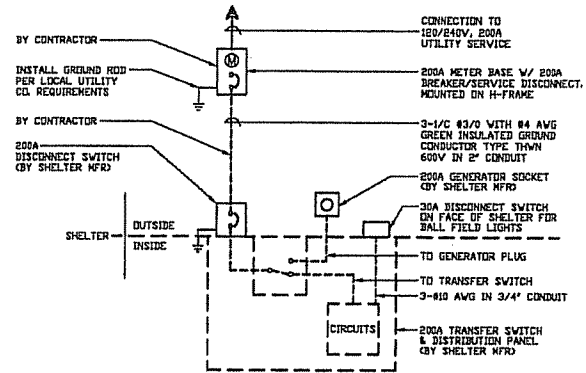 CONNECTION TO
120/240V, 200A
UTILITY SERVICE
BY CONTRACTOR
M
INSTALL GROUND ROD
PER LOCAL UTILITY
CO. REQUIREMENTS
200A METER BASE W/ 200A
BREAKER/SERVICE DISCONNECT,
MOUNTED ON H-FRAME
BY CONTRACTOR
3-1/C #3/0 WITH #4 AWG
GREEN INSULATED GROUND
CONDUCTOR TYPE THWN
600V IN 2" CONDUIT
200A
DISCONNECT SWITCH
(BY SHELTER MFR)
200A GENERATOR SOCKET
(BY SHELTER MFR)
30A DISCONNECT SWITCH
ON FACE OF SHELTER FOR
BALL FIELD LIGHTS
SHELTER
OUTSIDE
INSIDE
TO GENERATOR PLUG
TO TRANSFER SWITCH
3-#10 AWG IN 3/4" CONDUIT
CIRCUITS
200A TRANSFER SWITCH
& DISTRIBUTION PANEL
(BY SHELTER MFR)